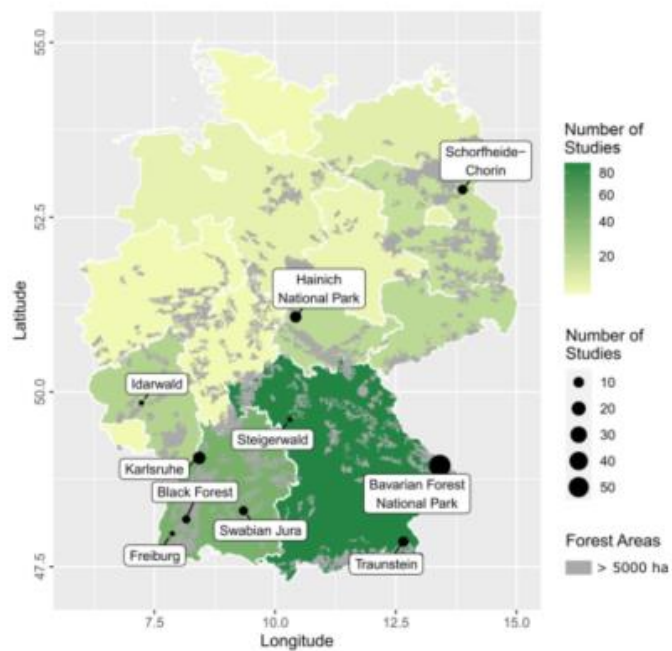 55.0
52.5
50.0
47.5
Latitude
7.5
10.0
12.5
15.0
Longitude
Schorfheide−
Chorin
Hainich
National Park
Idarwald
Steigerwald
Karlsruhe
Black Forest
Bavarian Forest
National Park
Swabian Jura
Freiburg
Traunstein
Number of
Studies
80
60
40
20
Number of
Studies
10
20
30
40
50
Forest Areas
> 5000 ha